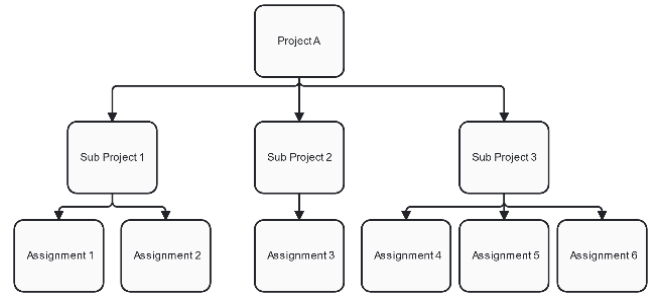 Project A
Sub Project 1
Sub Project 2
Sub Project 3
Assignment 1
Assignment 2
Assignment 3
Assignment 4
Assignment 5
Assignment 6